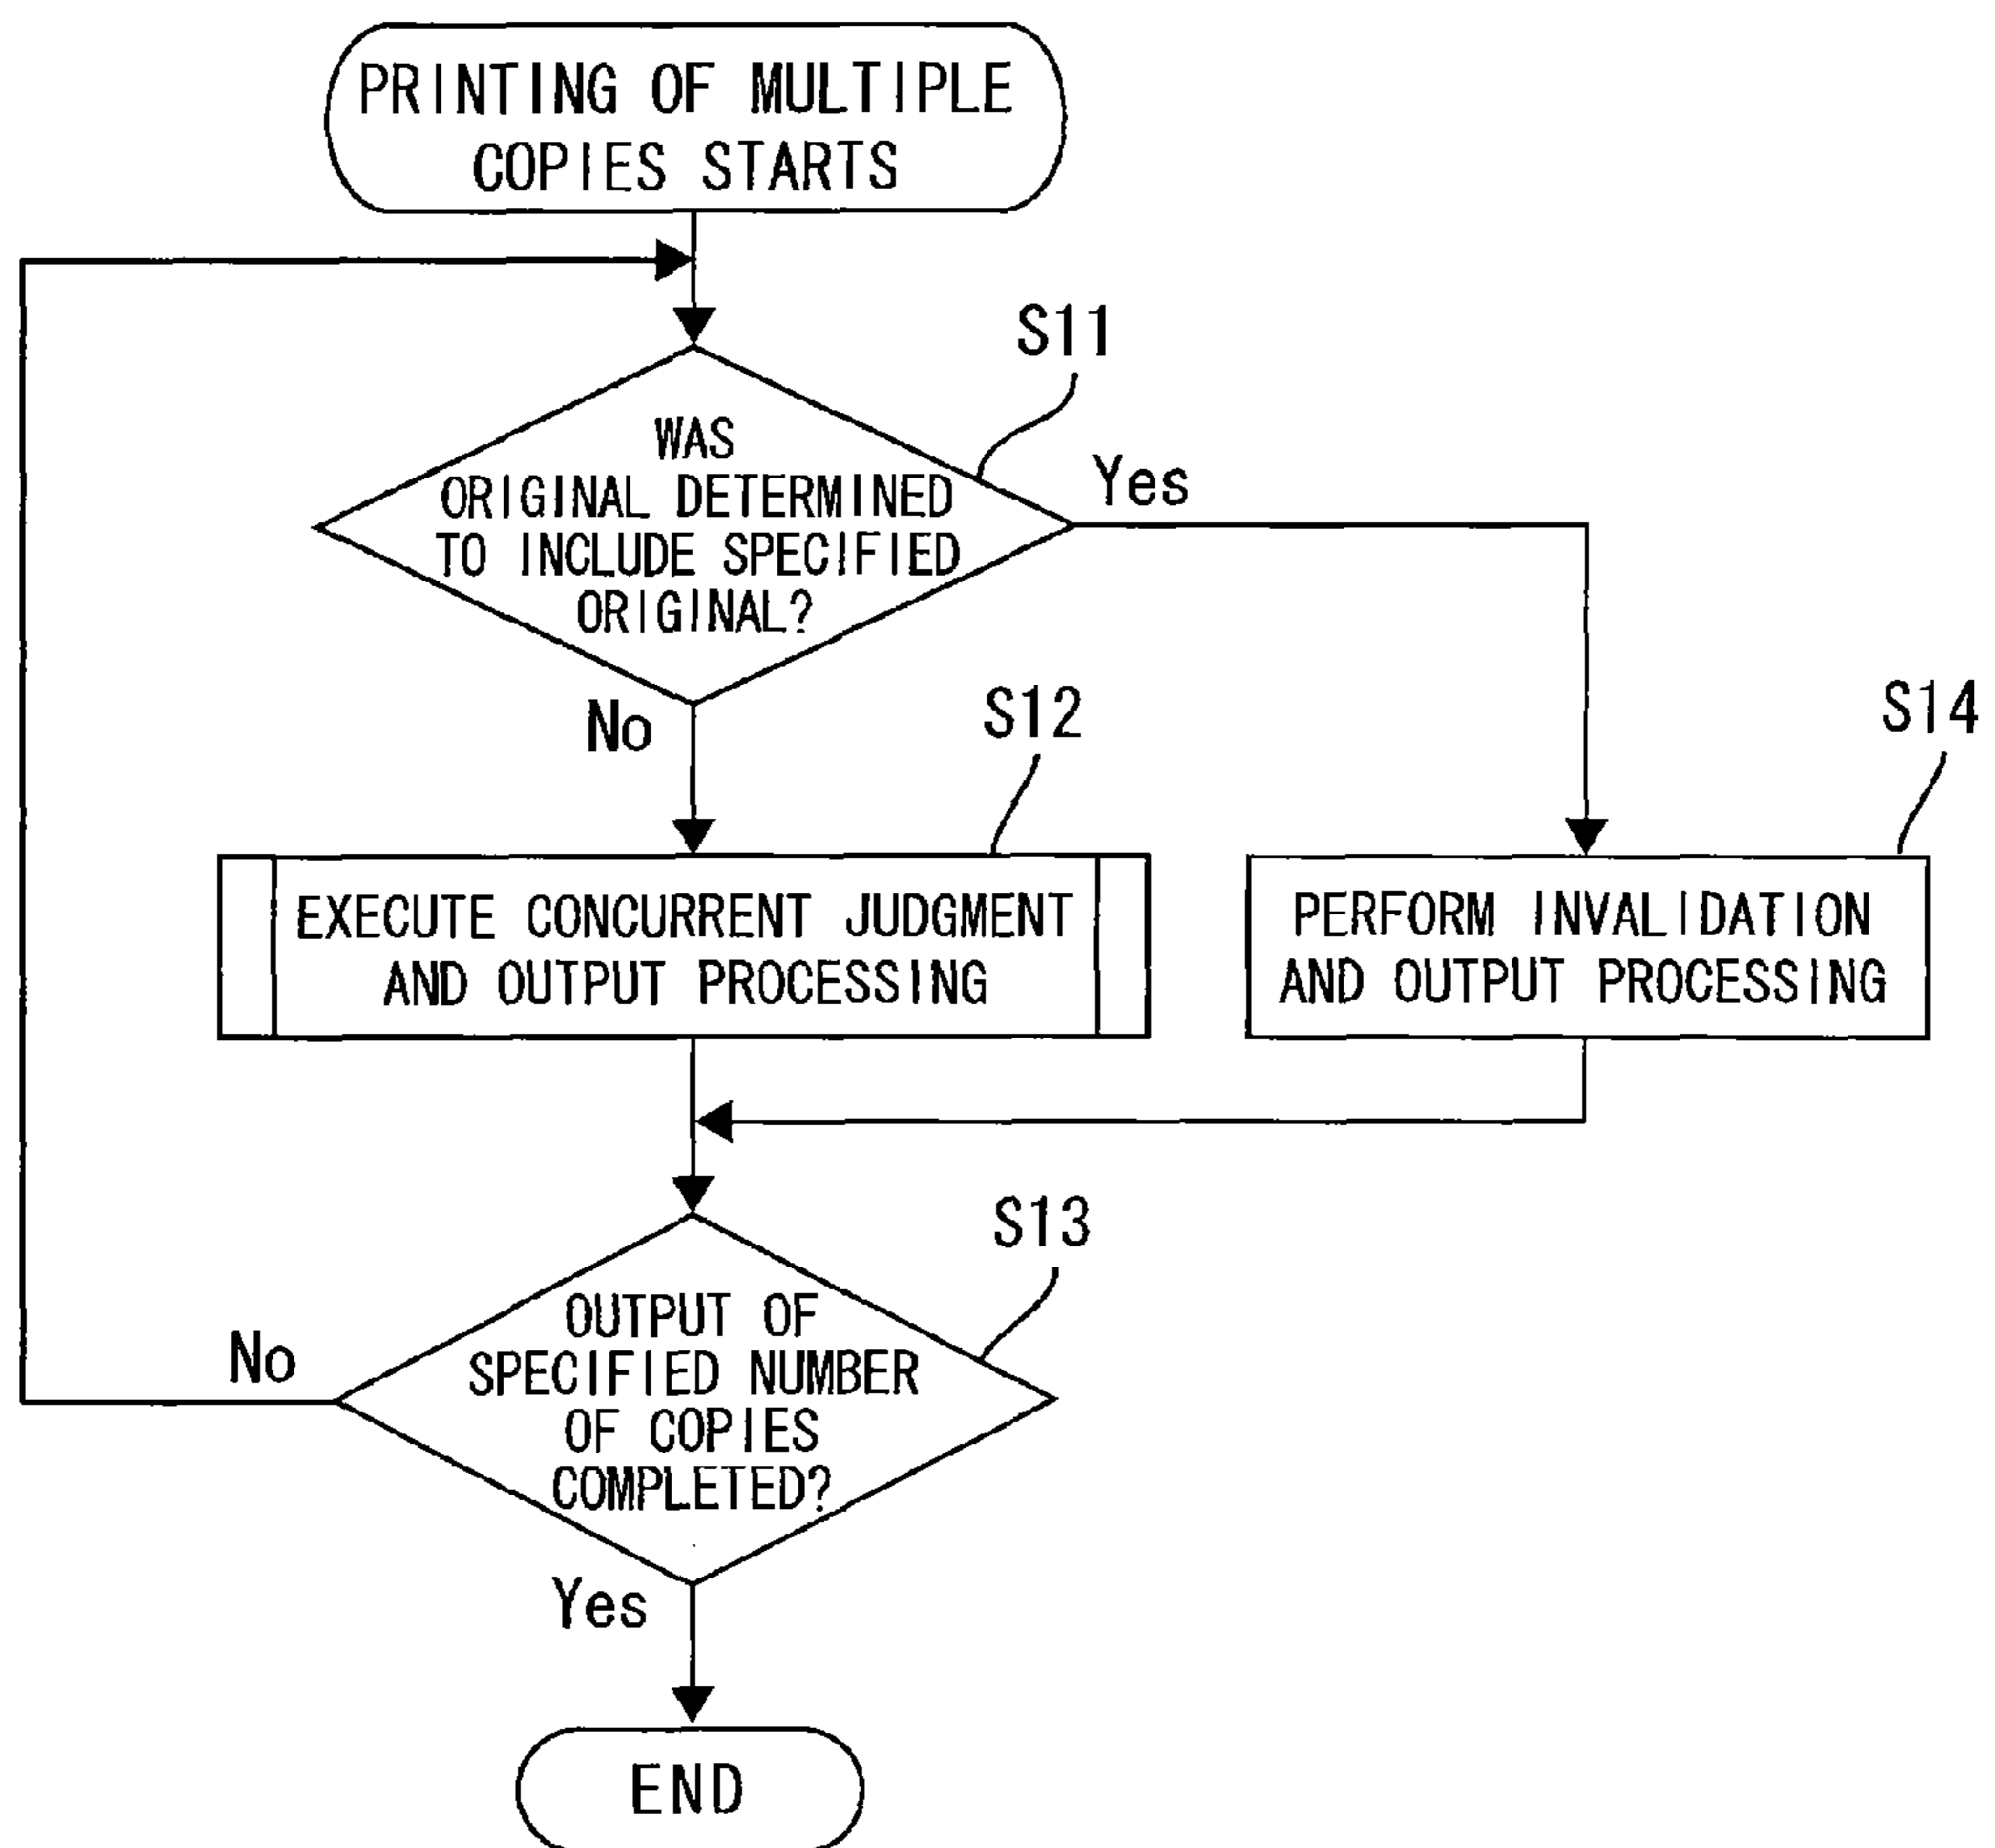 PRINTING OF MULTIPLE
COPIES STARTS
S11
WAS
ORIGINAL DETERMINED
TO INCLUDE SPECIFIED
ORIGINAL?
Yes
No
S12
EXECUTE CONCURRENT JUDGMENT
AND OUTPUT PROCESSING
S14
PERFORM INVALIDATION
AND OUTPUT PROCESSING
S13
OUTPUT OF
SPECIFIED NUMBER
OF COPIES
COMPLETED?
No
Yes
END